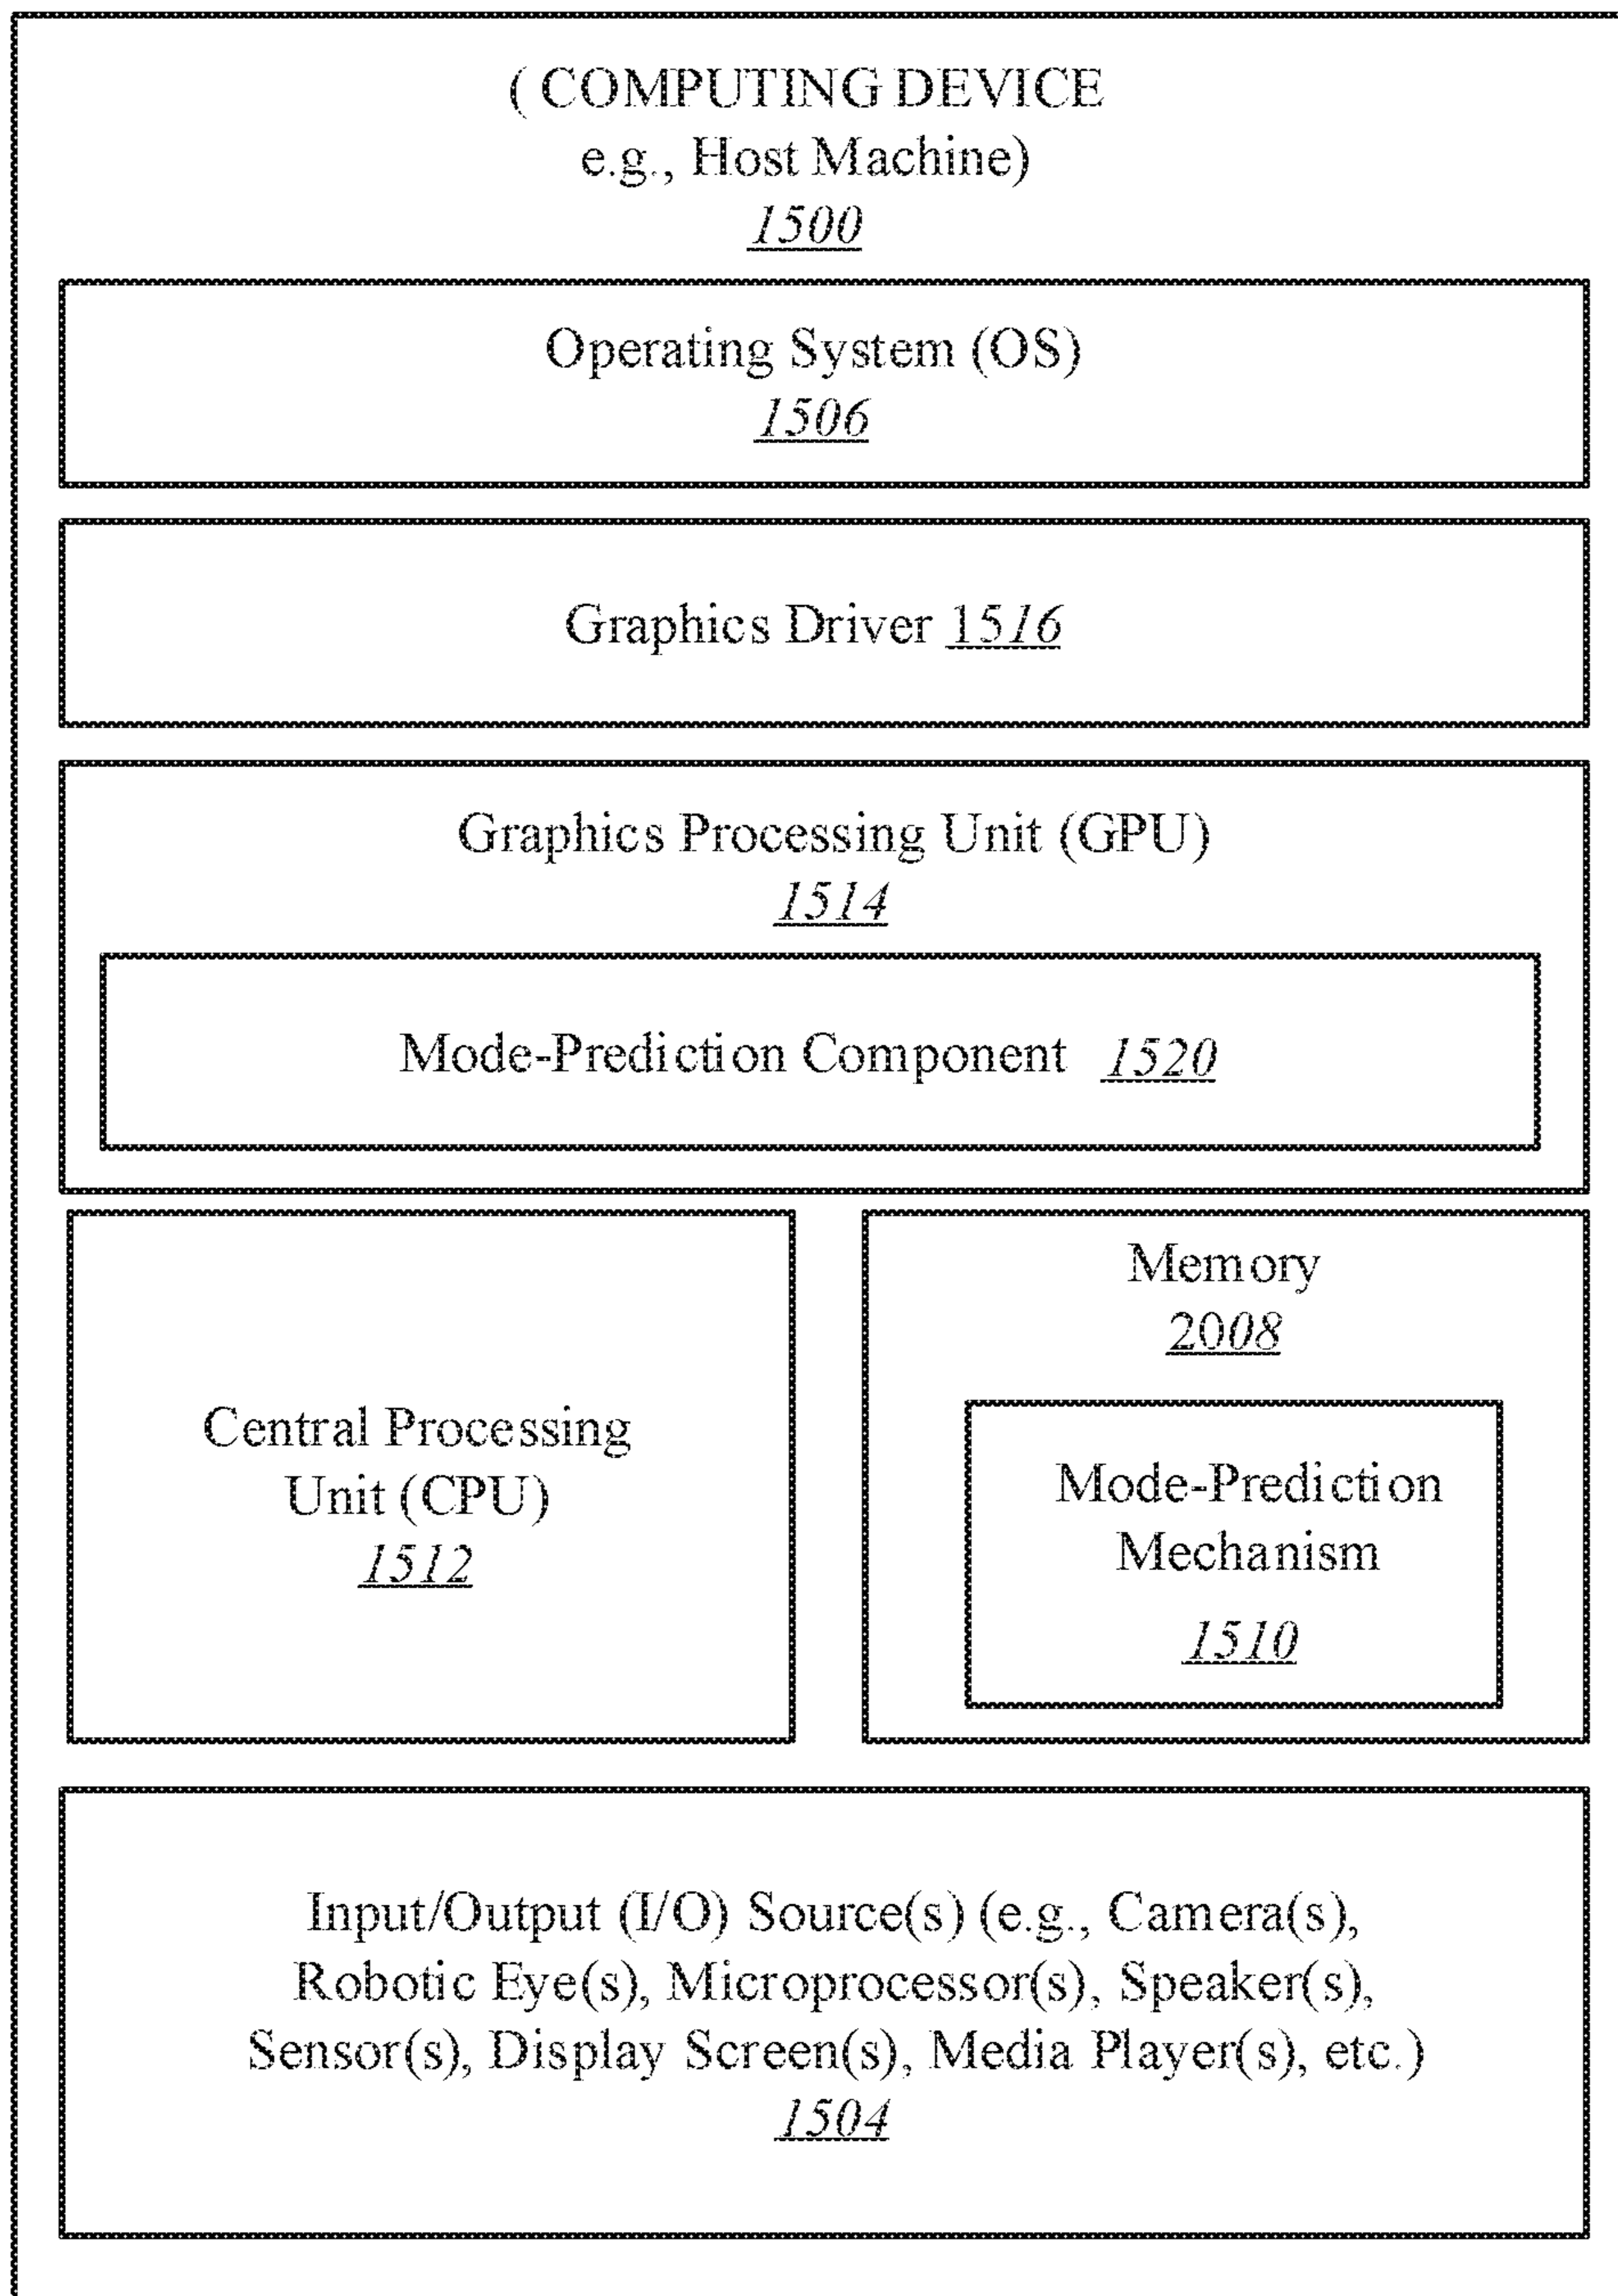 ( COMPUTING DEVICE
e.g., Host Machine)
1500
Operating System (OS)
1506
Graphics Driver 1516
Graphics Processing Unit (GPU)
1514
Mode-Prediction Component 1520
Central Processing
Unit (CPU)
1512
Memory
2008
Mode-Prediction
Mechanism
1510
Input/Output (I/O) Source(s) (e.g., Camera(s),
Robotic Eye(s), Microprocessor(s), Speaker(s),
Sensor(s), Display Screen(s), Media Player(s), etc.)
1504